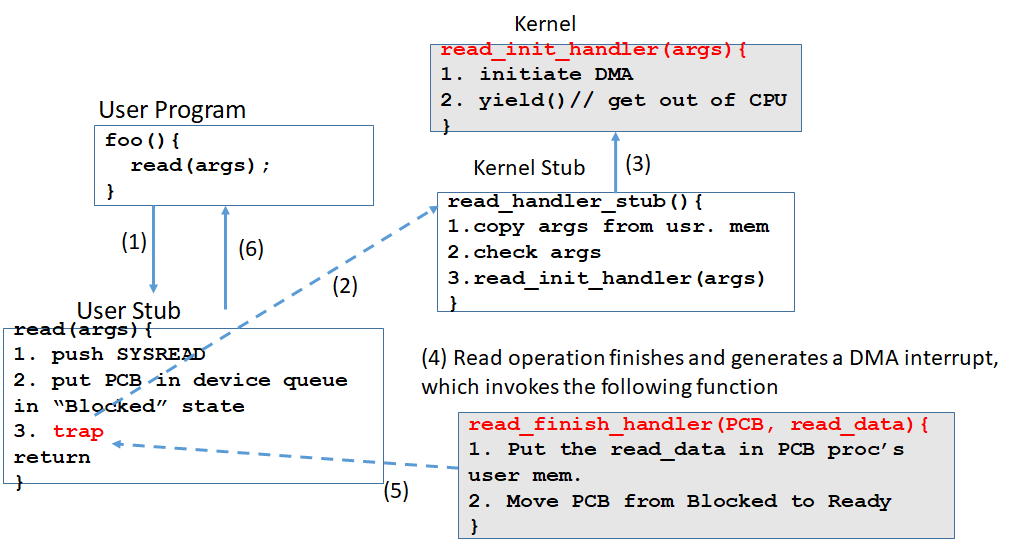 Kernel
read_init_handler(args){
1. initiate DMA
2. yield()// get out of CPU
}
User Program
foo(){
read(args);
}
(1)
(6)
(2)
(3)
Kernel Stub
read_handler_stub(){
1.copy args from usr. mem
2.check args
3.read_init_handler(args)
}
User Stub
read(args){
1. push SYSREAD
2. put PCB in device queue
in “Blocked” state
3. trap
return
}
(4) Read operation finishes and generates a DMA interrupt,
which invokes the following function
read_finish_handler(PCB, read_data){
1. Put the read_data in PCB proc’s
user mem.
2. Move PCB from Blocked to Ready
}
(5)